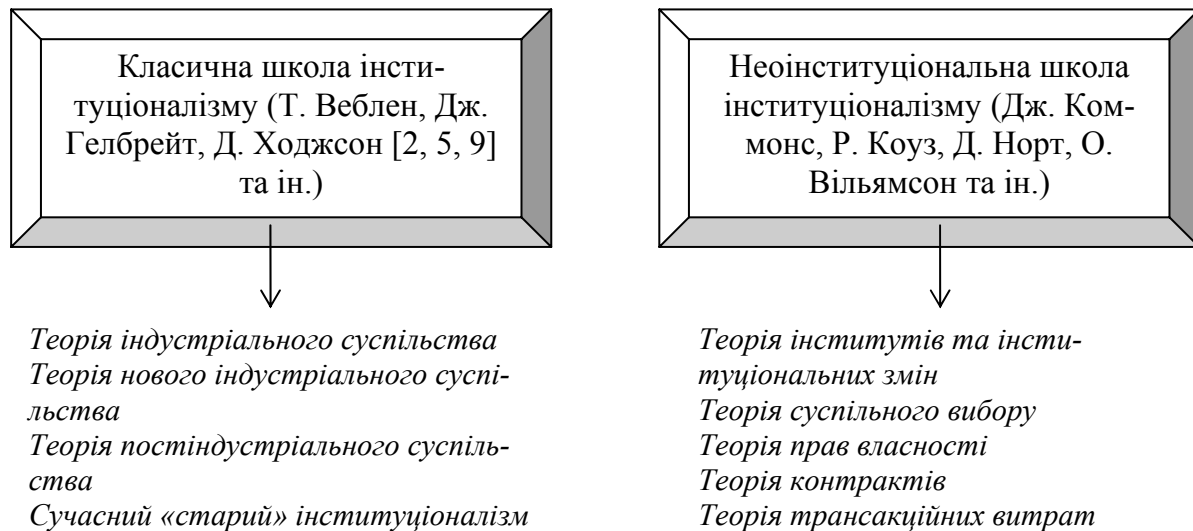 Класична школа інсти-
туціоналізму (Т. Веблен, Дж.
Гелбрейт, Д. Ходжсон [2, 5, 9]
та ін.)
Неоінституціональна школа
інституціоналізму (Дж. Ком-
монс, Р. Коуз, Д. Норт, О.
Вільямсон та ін.)
Теорія індустріального суспільства
Теорія нового індустріального суспі-
льства
Теорія постіндустріального суспіль-
ства
Сучасний «старий» інституціоналізм
Теорія інститутів та інсти-
туціональних змін
Теорія суспільного вибору
Теорія прав власності
Теорія контрактів
Теорія трансакційних витрат